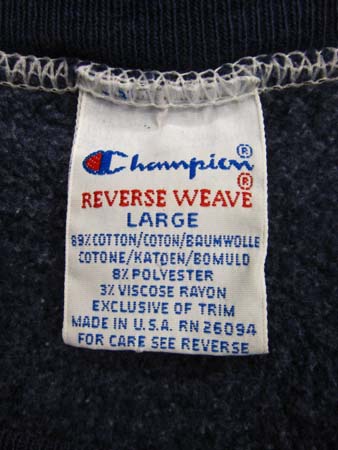 Champion®
REVERSE WEAVE®
LARGE
89% COTTON/COTON/BAUMWOLLE
COTONE/KATOEN/BOMULD
8% POLYESTER
3% VISCOSE RAYON
EXCLUSIVE OF TRIM
MADE IN U.S.A. RN 26094
FOR CARE SEE REVERSE